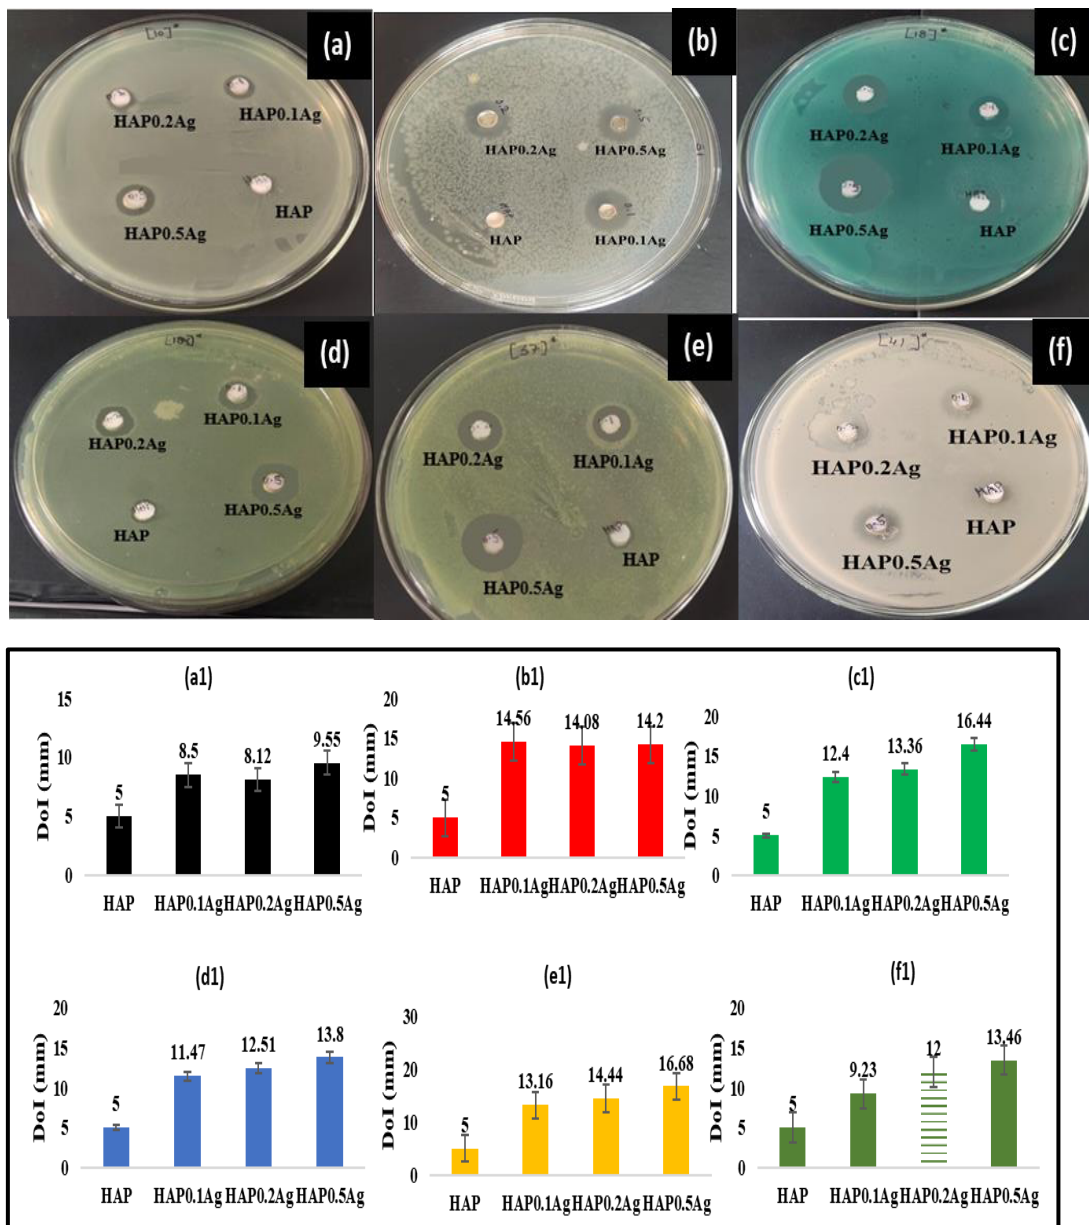 [10]*
(a)
HAP0.2Ag
HAP0.1Ag
HAP0.5Ag
HAP
(b)
HAP0.2Ag
HAP0.5Ag
HAP
HAP0.1Ag
[18]*
(c)
HAP0.2Ag
HAP0.1Ag
HAP0.5Ag
HAP
(d)
HAP0.1Ag
HAP0.2Ag
HAP0.5Ag
HAP
[37]*
(e)
HAP0.2Ag
HAP0.1Ag
HAP0.5Ag
HAP
[41]*
(f)
0.1
HAP0.1Ag
HAP0.2Ag
HAP
0.5
HAP0.5Ag
(a1)
DoI (mm)
15
10
5
0
5
8.5
8.12
9.55
HAP HAP0.1Ag HAP0.2Ag HAP0.5Ag
(b1)
DoI (mm)
20
15
10
5
0
5
14.56
14.08
14.2
HAP HAP0.1Ag HAP0.2Ag HAP0.5Ag
(c1)
DoI (mm)
20
15
10
5
0
5
12.4
13.36
16.44
HAP HAP0.1Ag HAP0.2Ag HAP0.5Ag
(d1)
DoI (mm)
20
15
10
5
0
5
11.47
12.51
13.8
HAP HAP0.1Ag HAP0.2Ag HAP0.5Ag
(e1)
DoI (mm)
30
20
10
0
5
13.16
14.44
16.68
HAP HAP0.1Ag HAP0.2Ag HAP0.5Ag
(f1)
DoI (mm)
20
15
10
5
0
5
9.23
12
13.46
HAP HAP0.1Ag HAP0.2Ag HAP0.5Ag